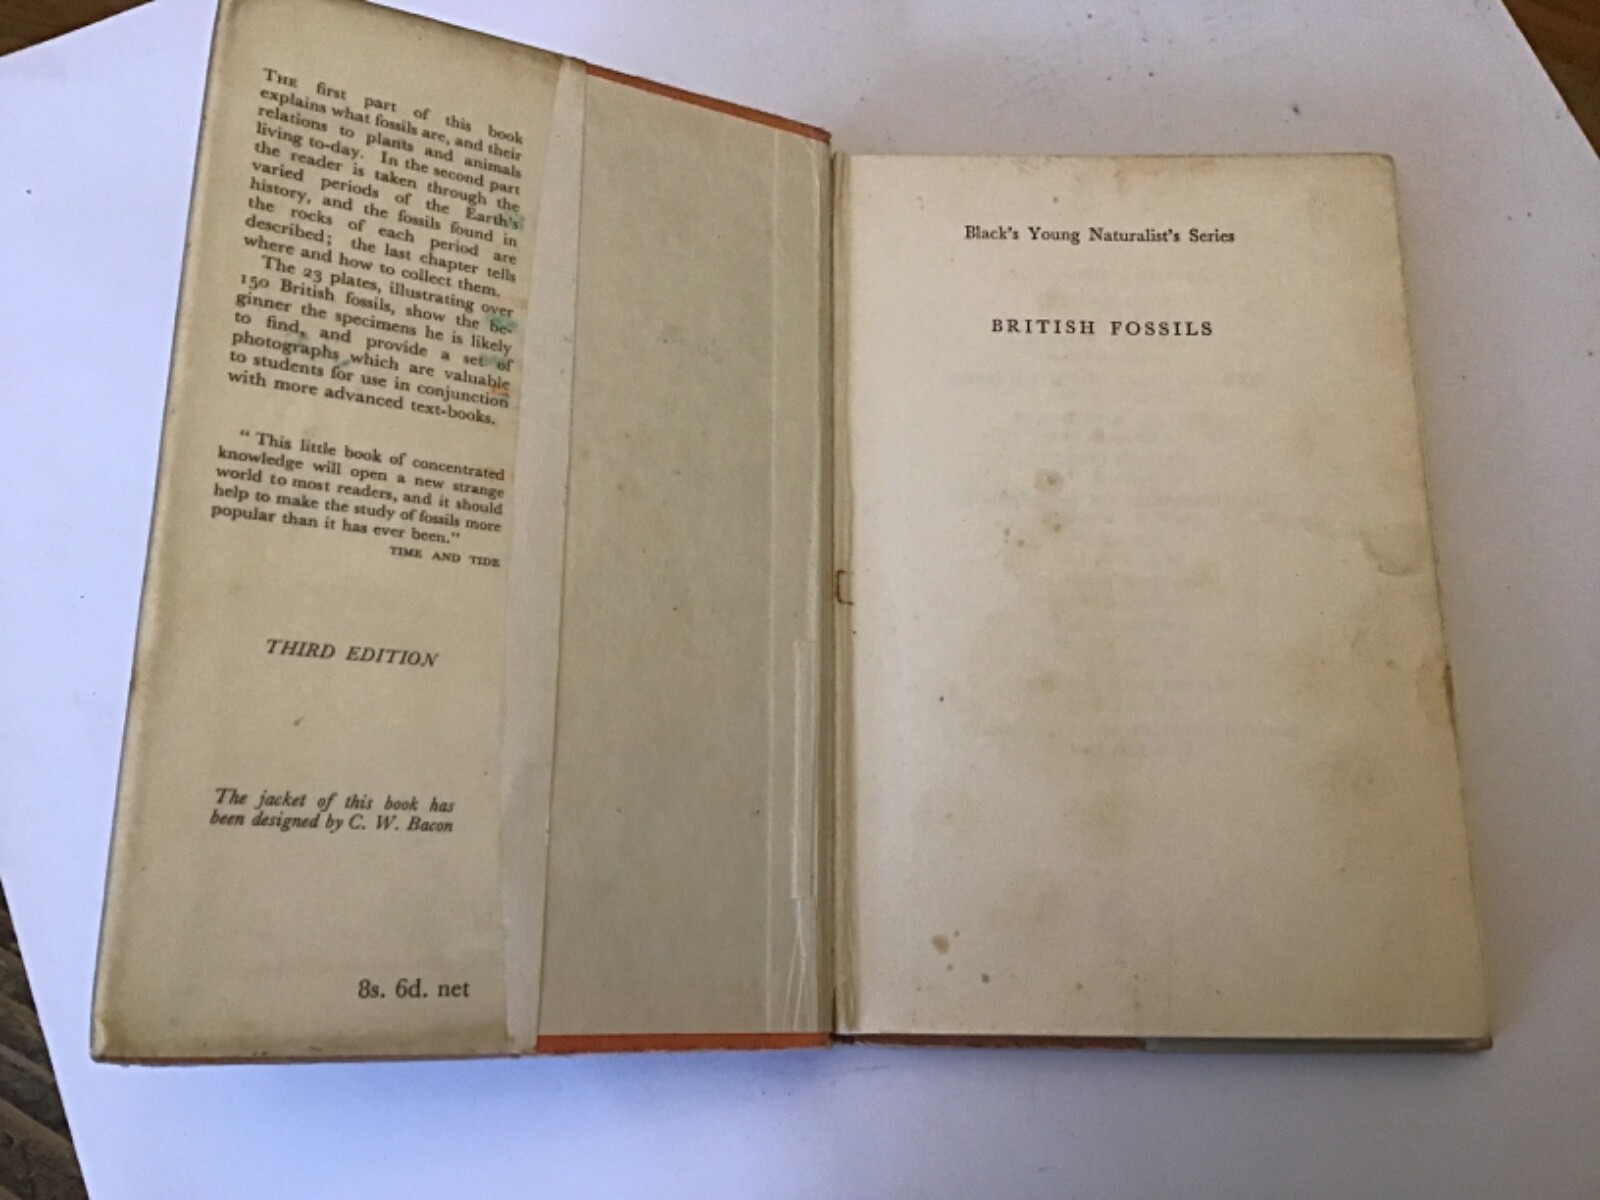 THE first part of this book
explains what fossils are, and their
relations to plants and animals
living to-day. In the second part
the reader is taken through the
varied periods of the Earth's
history, and the fossils found in
the rocks of each period are
described; the last chapter tells
where and how to collect them.
The 23 plates, illustrating over
150 British fossils, show the be-
ginner the specimens he is likely
to find, and provide a set of
photographs which are valuable
to students for use in conjunction
with more advanced text-books.
“This little book of concentrated
knowledge will open a new strange
world to most readers, and it should
help to make the study of fossils more
popular than it has ever been.”
TIME AND TIDE
THIRD EDITION
The jacket of this book has
been designed by C. W. Bacon
8s. 6d. net
Black's Young Naturalist's Series
BRITISH FOSSILS